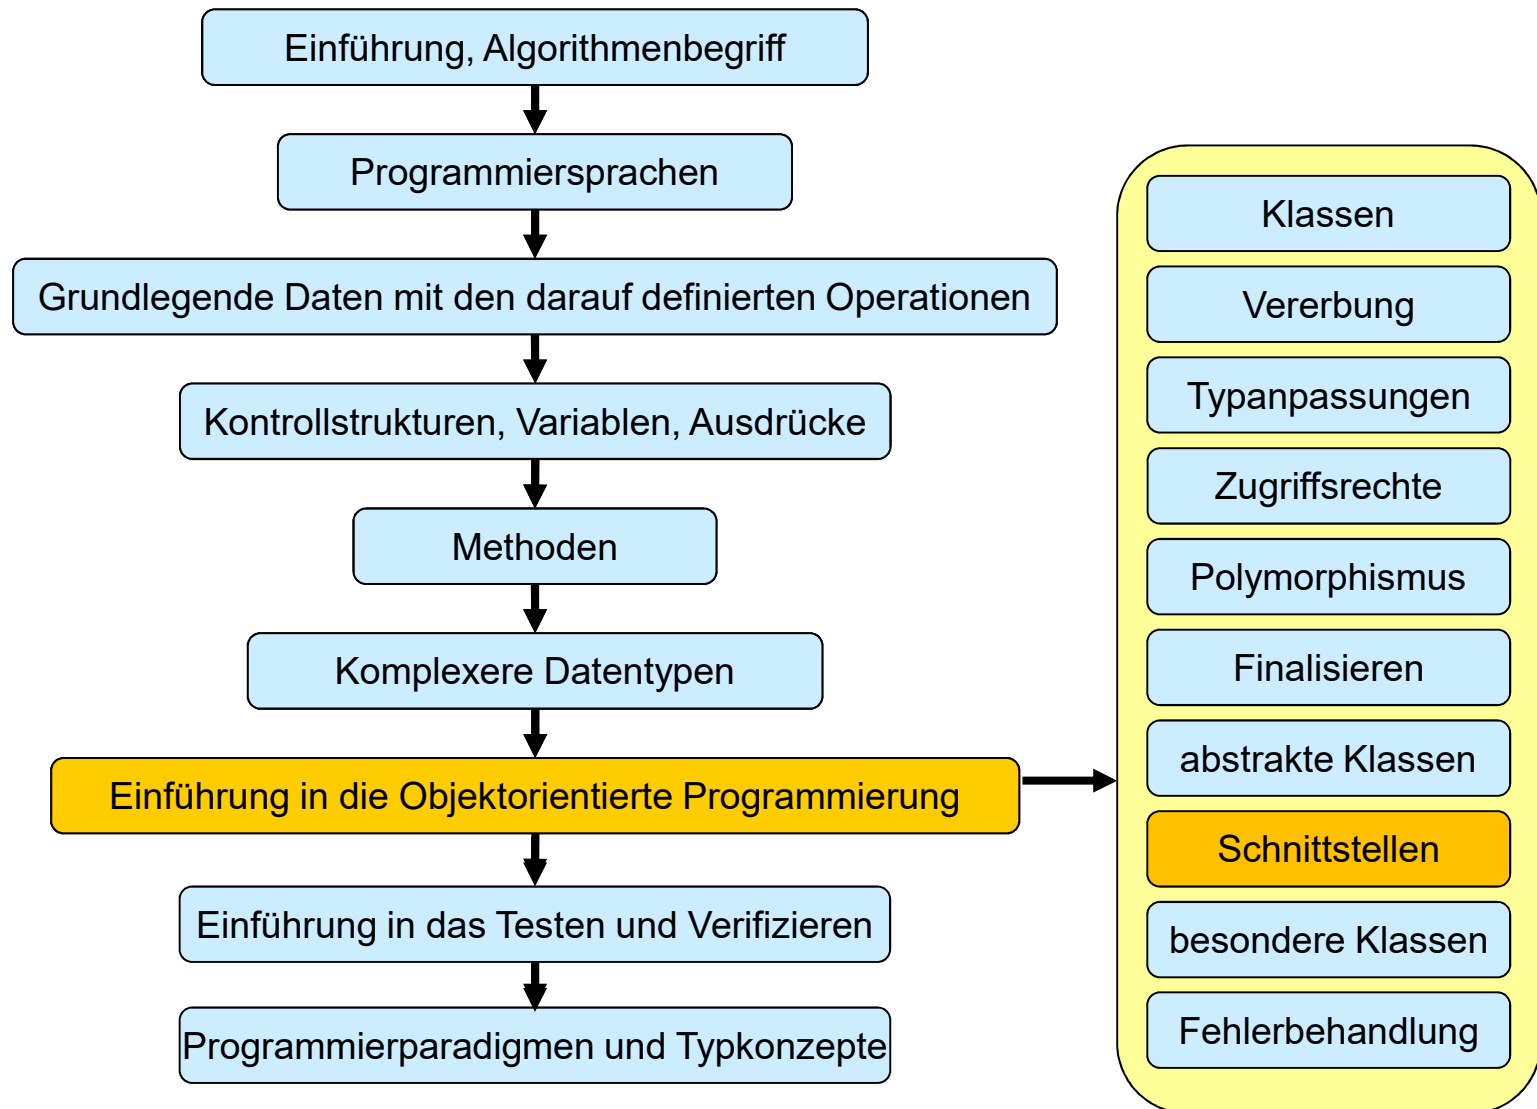 Einführung, Algorithmenbegriff
Programmiersprachen
Grundlegende Daten mit den darauf definierten Operationen
Kontrollstrukturen, Variablen, Ausdrücke
Methoden
Komplexere Datentypen
Einführung in die Objektorientierte Programmierung
Einführung in das Testen und Verifizieren
Programmierparadigmen und Typkonzepte
Klassen
Vererbung
Typanpassungen
Zugriffsrechte
Polymorphismus
Finalisieren
abstrakte Klassen
Schnittstellen
besondere Klassen
Fehlerbehandlung